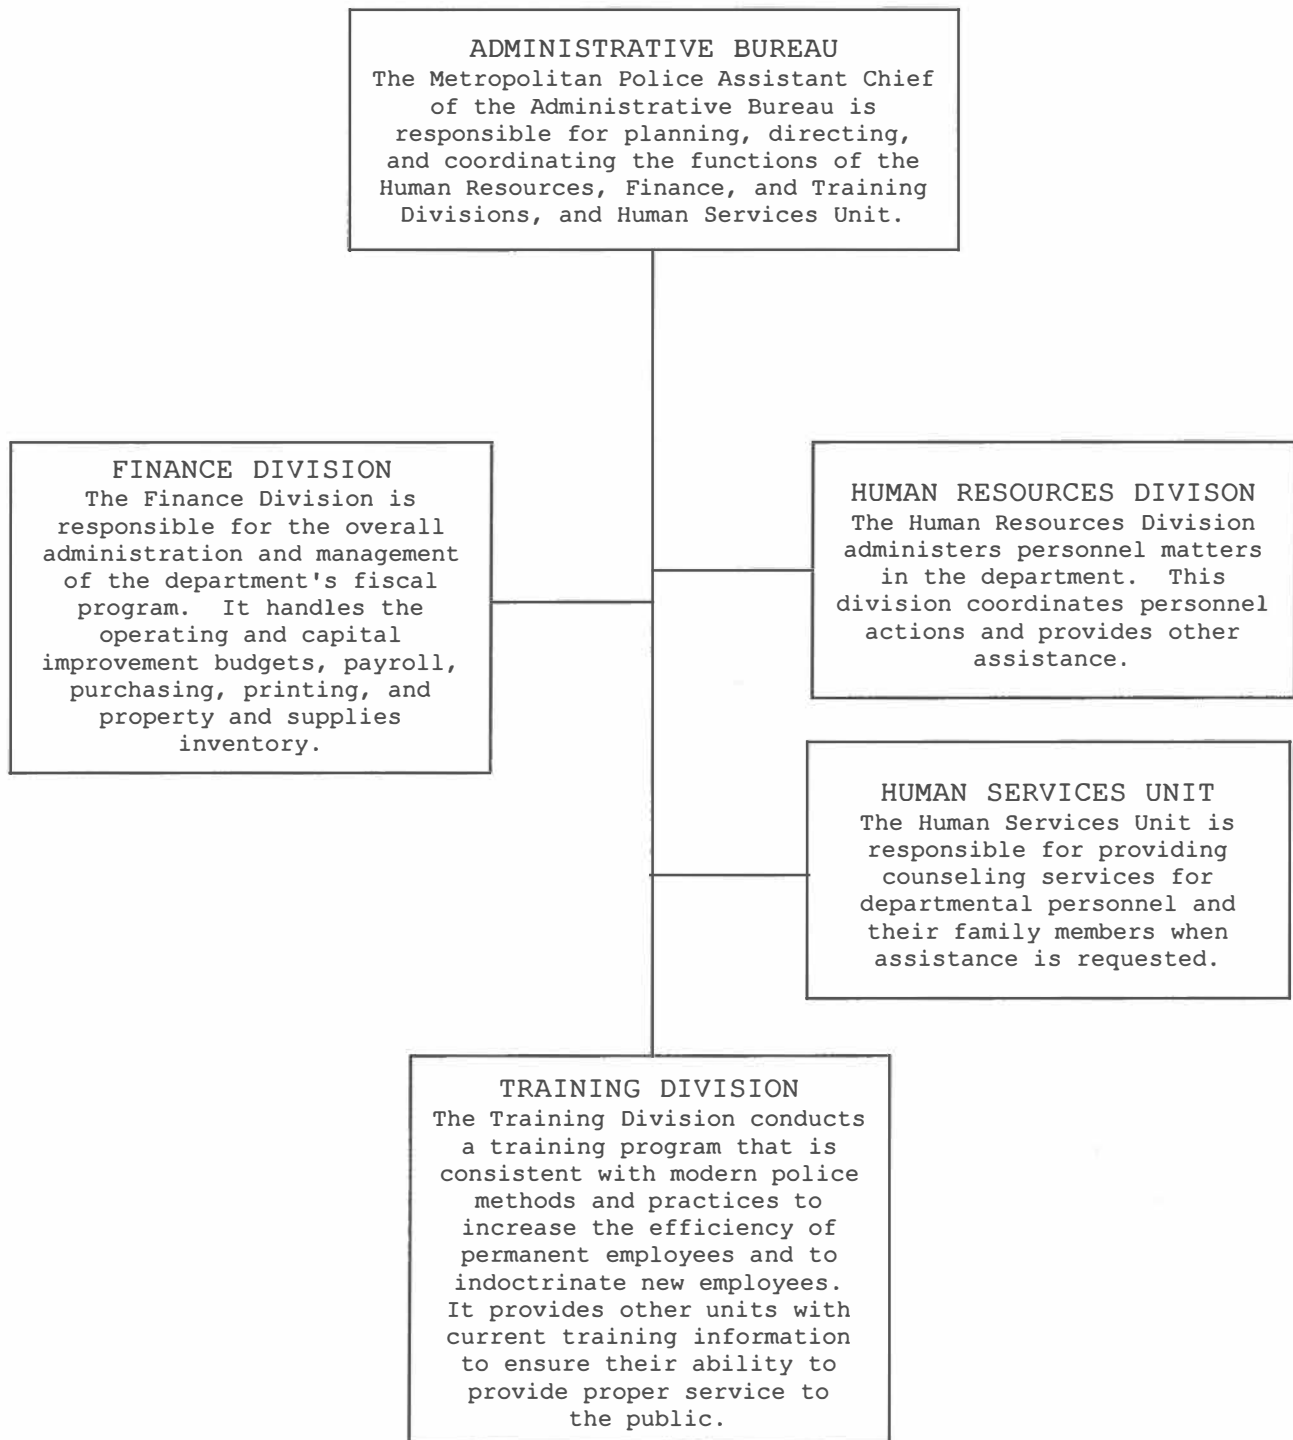 ADMINISTRATIVE BUREAU
The Metropolitan Police Assistant Chief
of the Administrative Bureau is
responsible for planning, directing,
and coordinating the functions of the
Human Resources, Finance, and Training
Divisions, and Human Services Unit.
FINANCE DIVISION
The Finance Division is
responsible for the overall
administration and management
of the department's fiscal
program. It handles the
operating and capital
improvement budgets, payroll,
purchasing, printing, and
property and supplies
inventory.
HUMAN RESOURCES DIVISON
The Human Resources Division
administers personnel matters
in the department. This
division coordinates personnel
actions and provides other
assistance.
HUMAN SERVICES UNIT
The Human Services Unit is
responsible for providing
counseling services for
departmental personnel and
their family members when
assistance is requested.
TRAINING DIVISION
The Training Division conducts
a training program that is
consistent with modern police
methods and practices to
increase the efficiency of
permanent employees and to
indoctrinate new employees.
It provides other units with
current training information
to ensure their ability to
provide proper service to
the public.